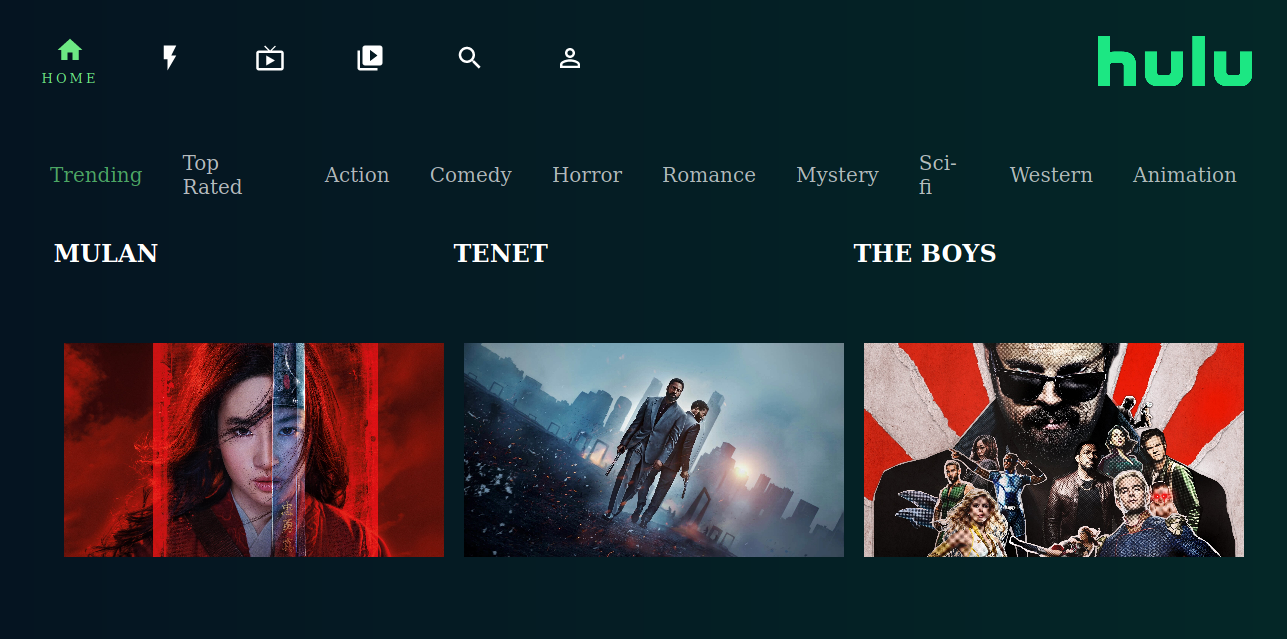 HOME
hulu
Trending
Top
Rated
Action
Comedy
Horror
Romance
Mystery
Sci-
fi
Western
Animation
MULAN
TENET
THE BOYS